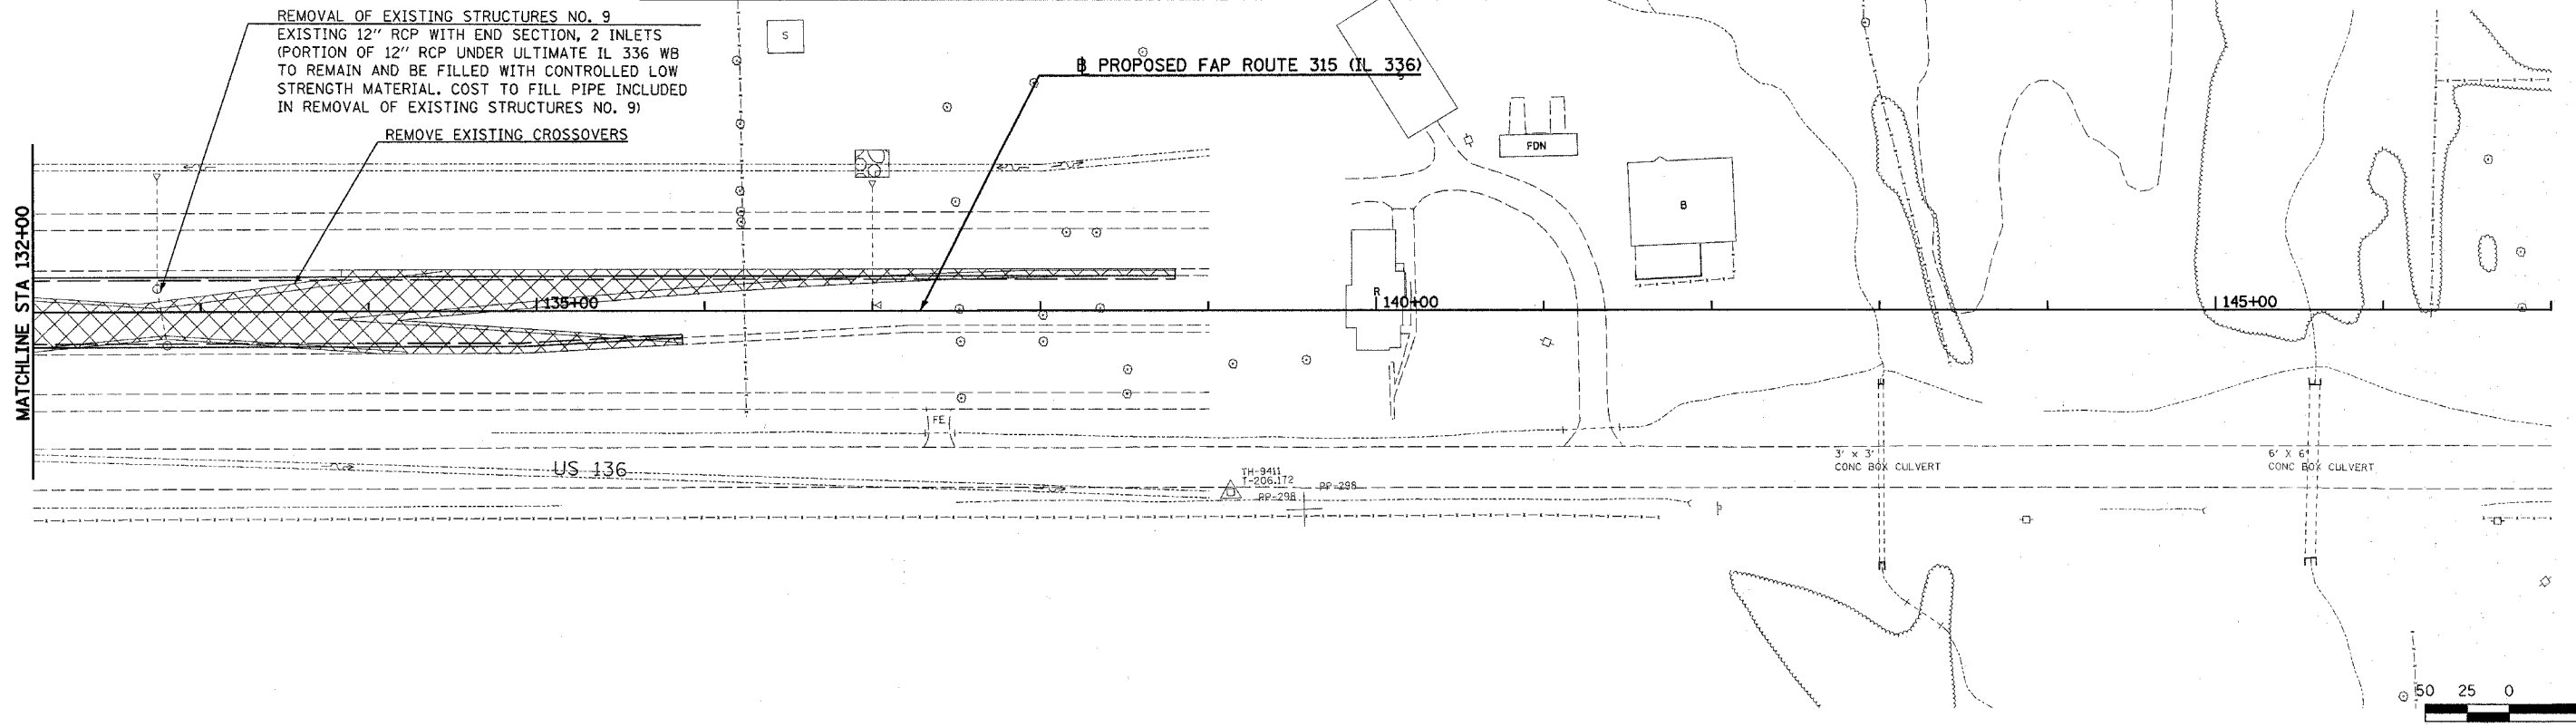 REMOVAL OF EXISTING STRUCTURES NO. 9
EXISTING 12" RCP WITH END SECTION, 2 INLETS
(PORTION OF 12" RCP UNDER ULTIMATE IL 336 WB
TO REMAIN AND BE FILLED WITH CONTROLLED LOW
STRENGTH MATERIAL. COST TO FILL PIPE INCLUDED
IN REMOVAL OF EXISTING STRUCTURES NO. 9)
REMOVE EXISTING CROSSOVERS
S
PROPOSED FAP ROUTE 315 (IL 336)
S
FDN
B
R
MATCHLINE STA 132+00
135+00
140+00
145+00
FE
US 136
TH-9411
T-206.172
RP-298
RP-298
3' x 3'
CONC BOX CULVERT
6' X 6'
CONC BOX CULVERT
50 25 0